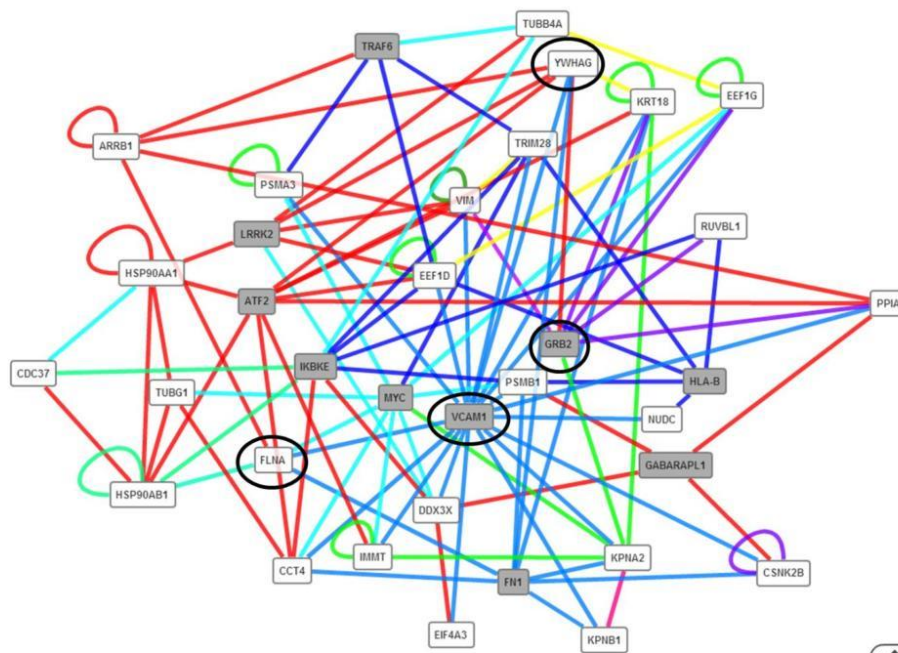 TUBB4A
TRAF6
YWHAG
EEF1G
KRT18
ARRB1
TRIM28
PSMA3
VIM
RUVBL1
LRRK2
HSP90AA1
EEF1D
ATF2
PPIA
GRB2
CDC37
IKBKE
PSMB1
HLA-B
TUBG1
MYC
VCAM1
NUDC
FLNA
GABARAPL1
HSP90AB1
DDX3X
IMMT
KPNA2
CCT4
FN1
CSNK2B
EIF4A3
KPNB1